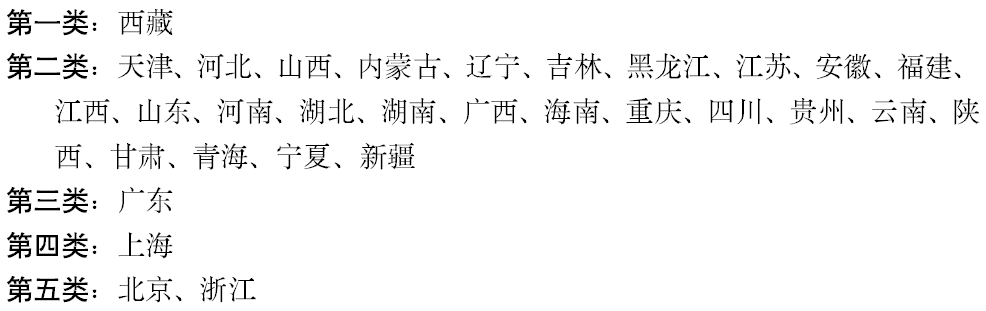 第一类：西藏
第二类：天津、河北、山西、内蒙古、辽宁、吉林、黑龙江、江苏、安徽、福建、
江西、山东、河南、湖北、湖南、广西、海南、重庆、四川、贵州、云南、陕
西、甘肃、青海、宁夏、新疆
第三类：广东
第四类：上海
第五类：北京、浙江